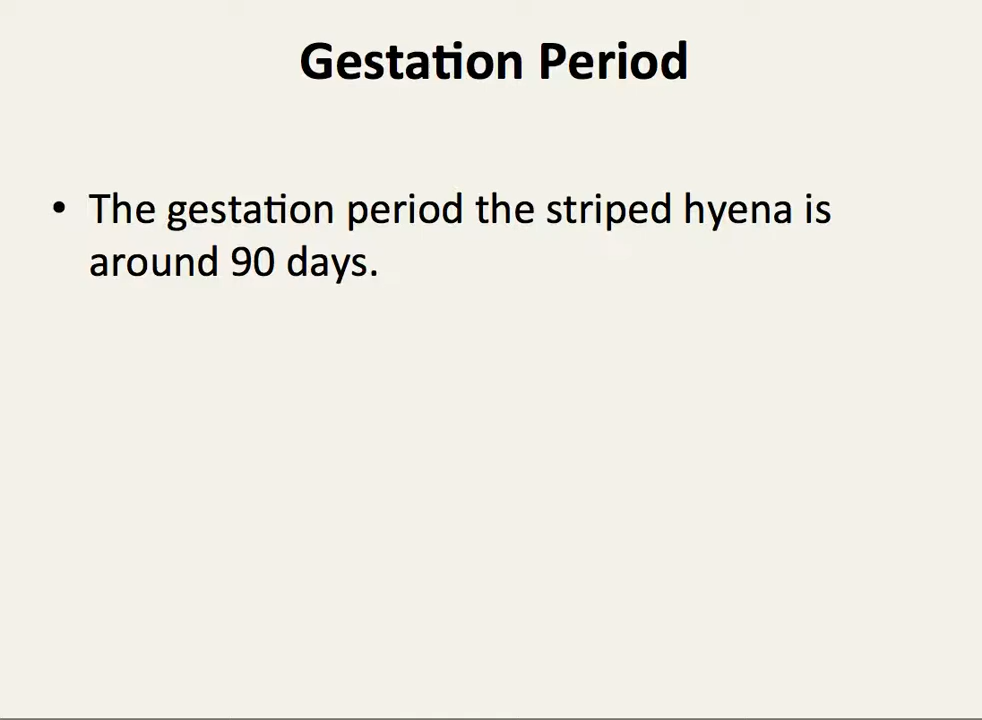 Gestation Period
• The gestation period the striped hyena is
around 90 days.